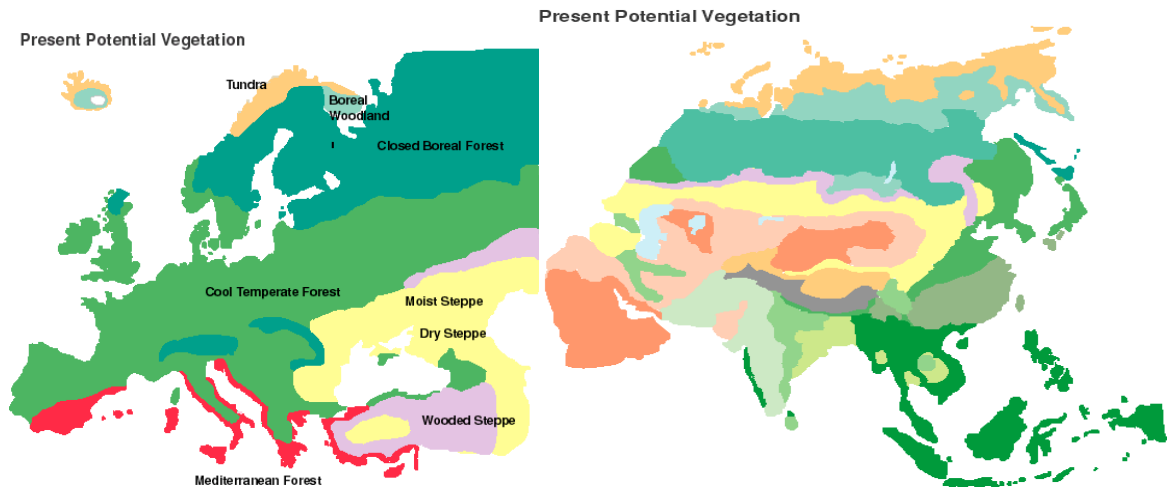 Present Potential Vegetation
Present Potential Vegetation
Tundra
Boreal
Woodland
Closed Boreal Forest
Cool Temperate Forest
Moist Steppe
Dry Steppe
Wooded Steppe
Mediterranean Forest